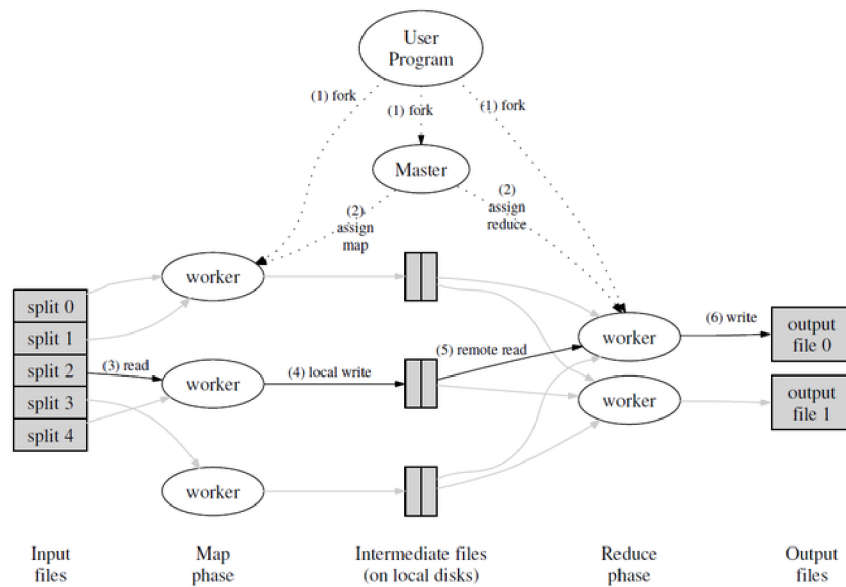 User
Program
(1) fork
(1) fork
(1) fork
Master
(2)
assign
map
(2)
assign
reduce
worker
split 0
split 1
split 2
split 3
split 4
(3) read
worker
(4) local write
(5) remote read
worker
(6) write
output
file 0
worker
output
file 1
worker
Input
files
Map
phase
Intermediate files
(on local disks)
Reduce
phase
Output
files